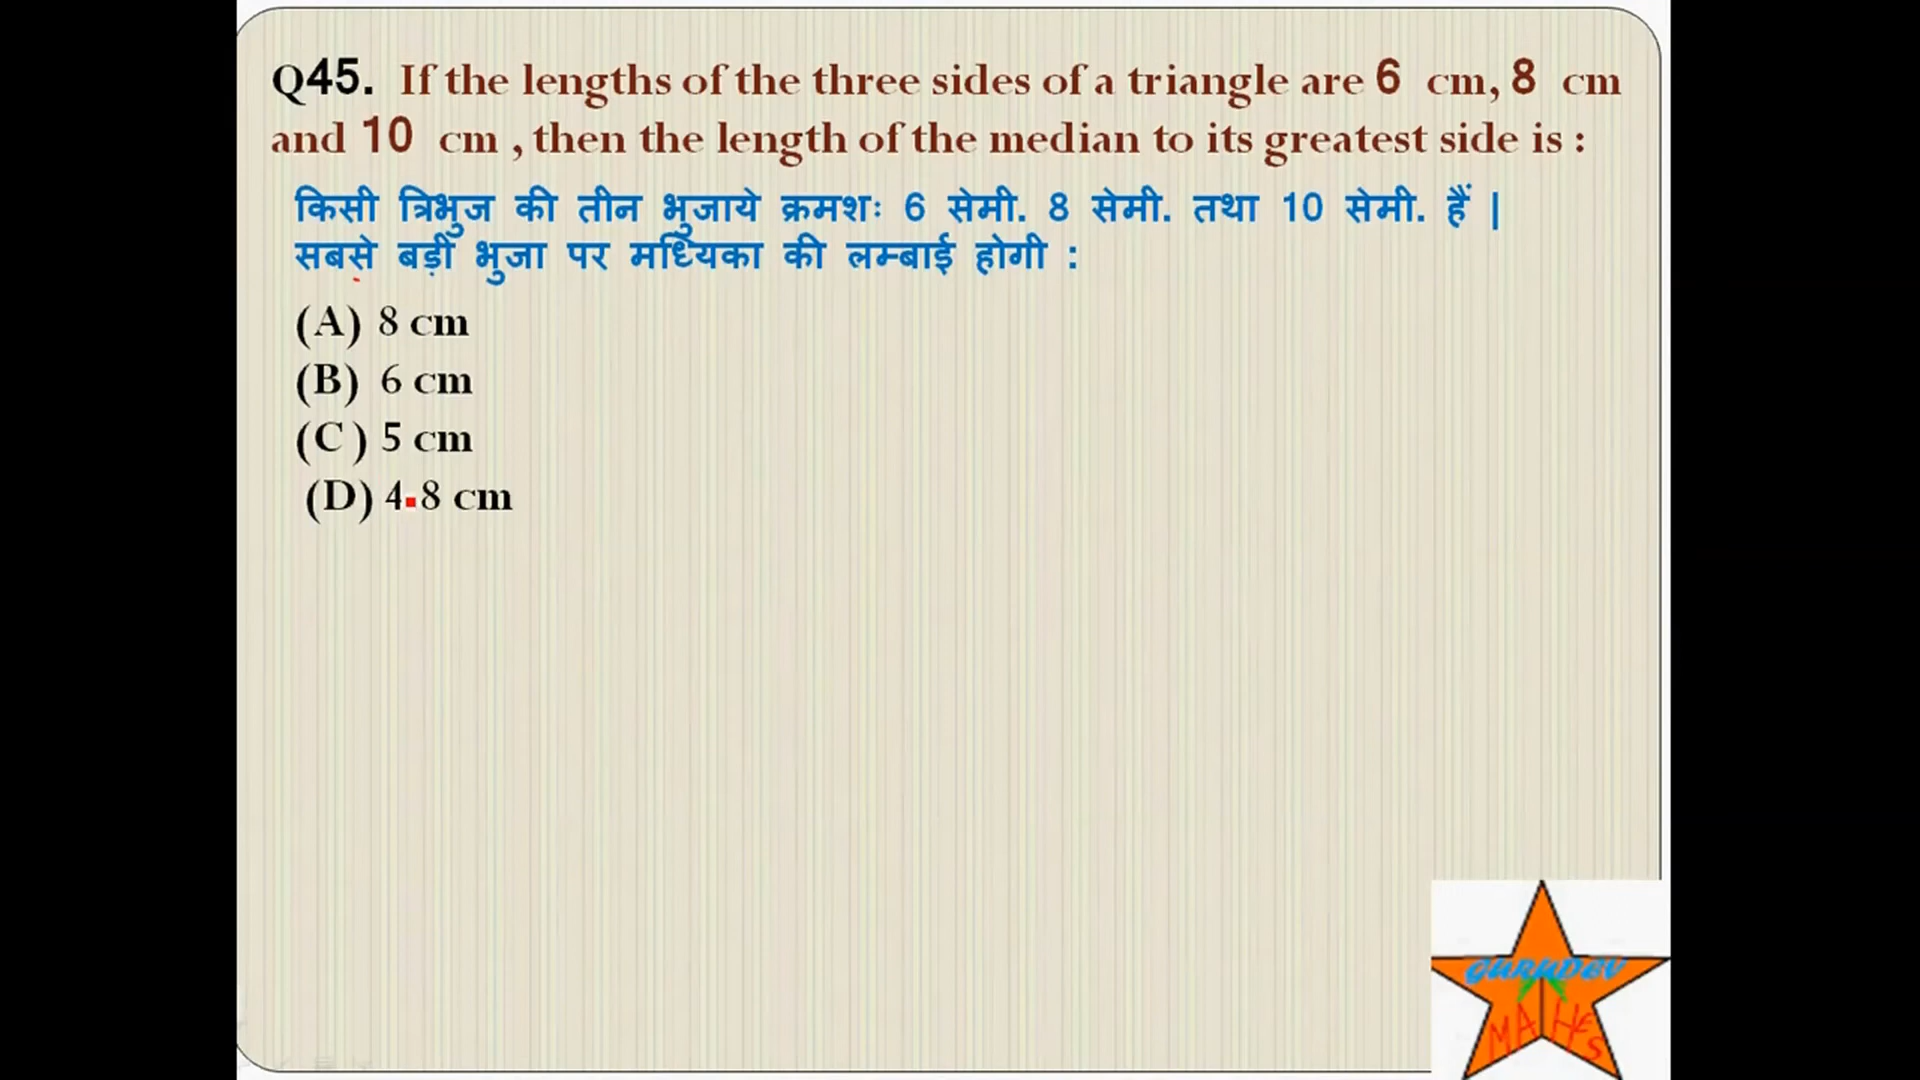 Q45. If the lengths of the three sides of a triangle are 6 cm, 8 cm
and 10 cm , then the length of the median to its greatest side is :
किसी त्रिभुज की तीन भुजाये क्रमशः 6 सेमी. 8 सेमी. तथा 10 सेमी. हैं |
सबसे बड़ी भुजा पर मध्यिका की लम्बाई होगी :
(A) 8 cm
(B) 6 cm
(C ) 5 cm
(D) 4.8 cm
GURUDEV
MATHS